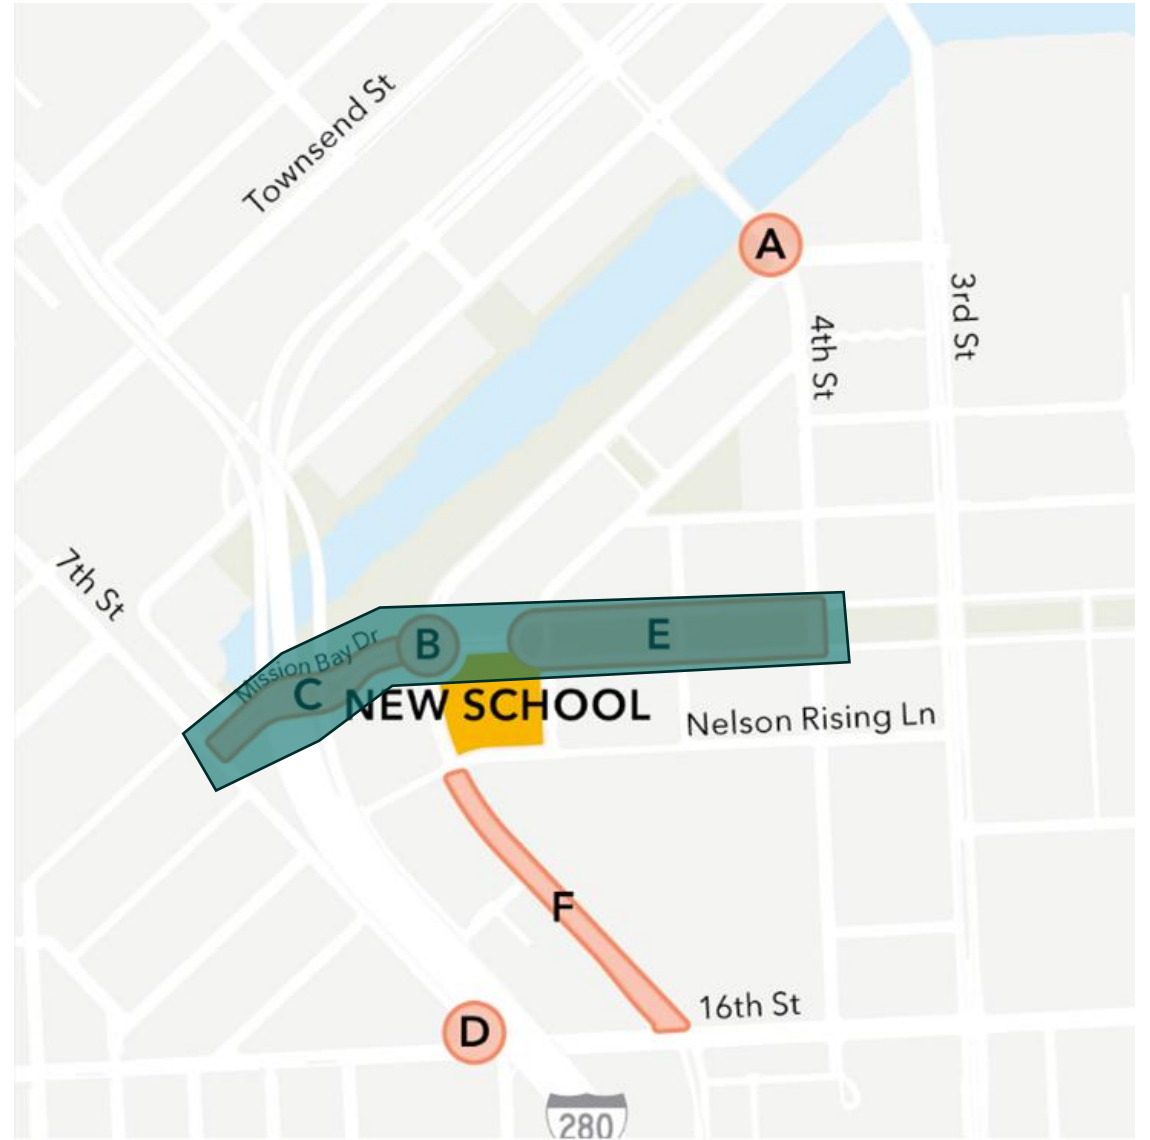 Townsend St
A
3rd St
4th St
7th St
Mission Bay Dr
B
E
C
NEW SCHOOL
Nelson Rising Ln
F
16th St
D
280